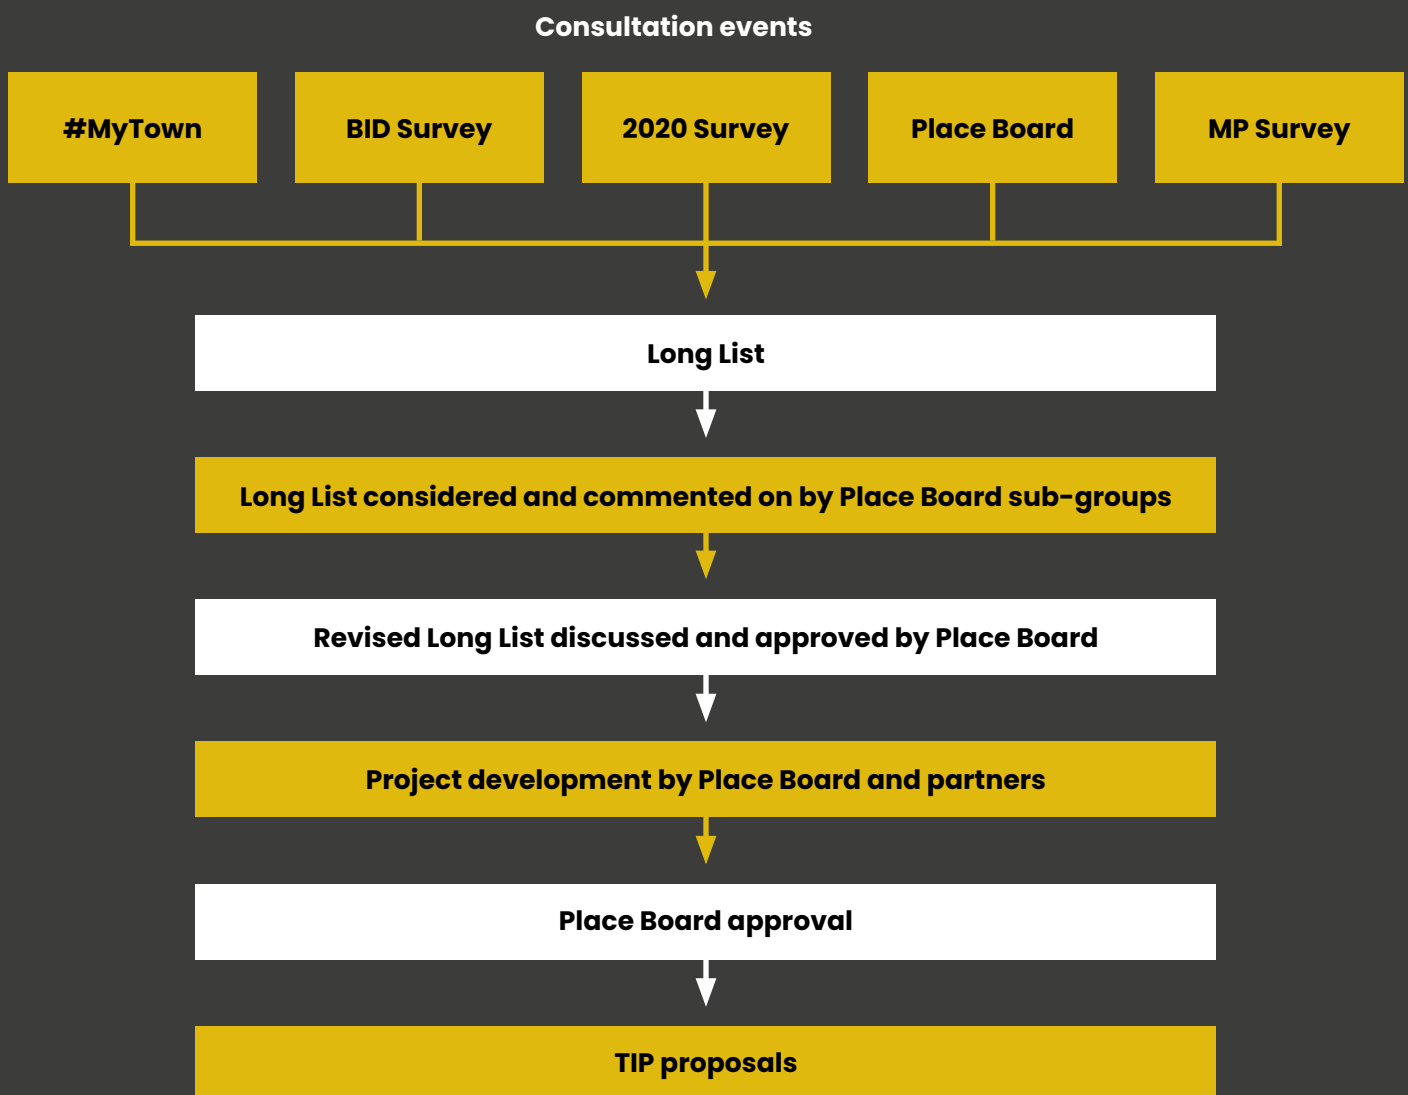 Consultation events
#MyTown
BID Survey
2020 Survey
Place Board
MP Survey
Long List
Long List considered and commented on by Place Board sub-groups
Revised Long List discussed and approved by Place Board
Project development by Place Board and partners
Place Board approval
TIP proposals